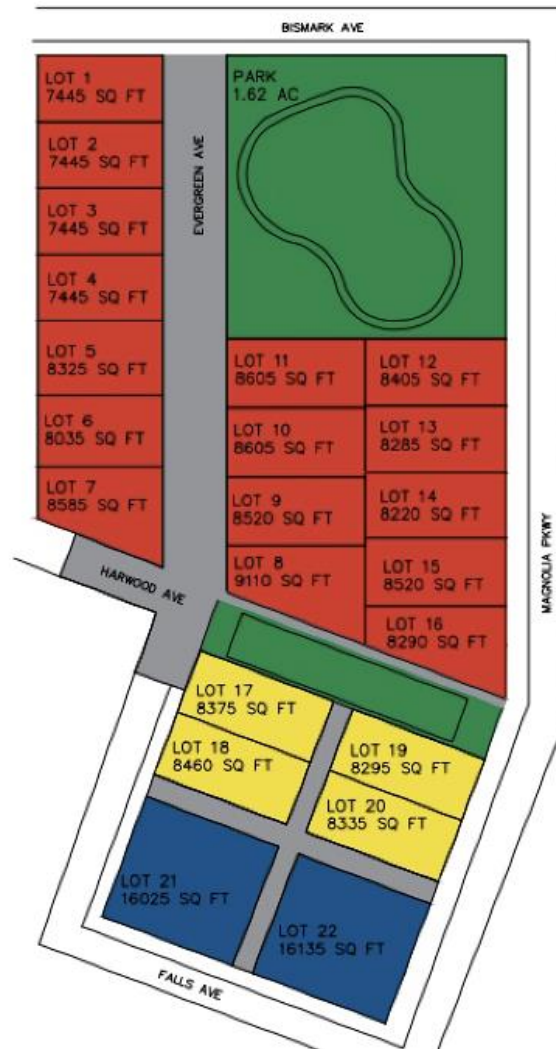 BISMARK AVE
LOT 1
7445 SQ FT
LOT 2
7445 SQ FT
LOT 3
7445 SQ FT
LOT 4
7445 SQ FT
LOT 5
8325 SQ FT
LOT 6
8035 SQ FT
LOT 7
8585 SQ FT
EVERGREEN AVE
PARK
1.62 AC
LOT 11
8605 SQ FT
LOT 12
8405 SQ FT
LOT 10
8605 SQ FT
LOT 13
8285 SQ FT
LOT 9
8520 SQ FT
LOT 14
8220 SQ FT
LOT 8
9110 SQ FT
LOT 15
8520 SQ FT
LOT 16
8290 SQ FT
MAGNOLIA PKWY
HARWOOD AVE
LOT 17
8375 SQ FT
LOT 18
8460 SQ FT
LOT 19
8295 SQ FT
LOT 20
8335 SQ FT
LOT 21
16025 SQ FT
LOT 22
16135 SQ FT
FALLS AVE